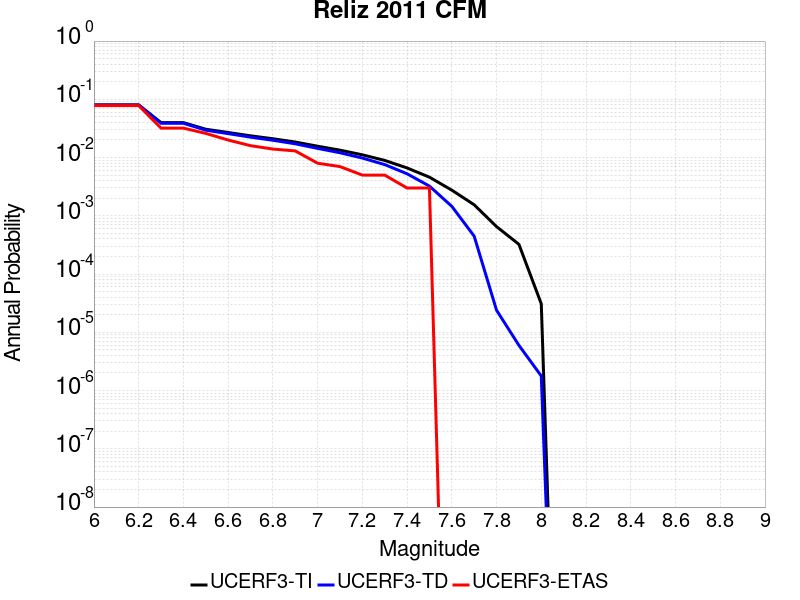 Reliz 2011 CFM
10^0
10^-1
10^-2
10^-3
10^-4
10^-5
10^-6
10^-7
10^-8
Annual Probability
6 6.2 6.4 6.6 6.8 7 7.2 7.4 7.6 7.8 8 8.2 8.4 8.6 8.8 9
Magnitude
UCERF3-TI UCERF3-TD UCERF3-ETAS